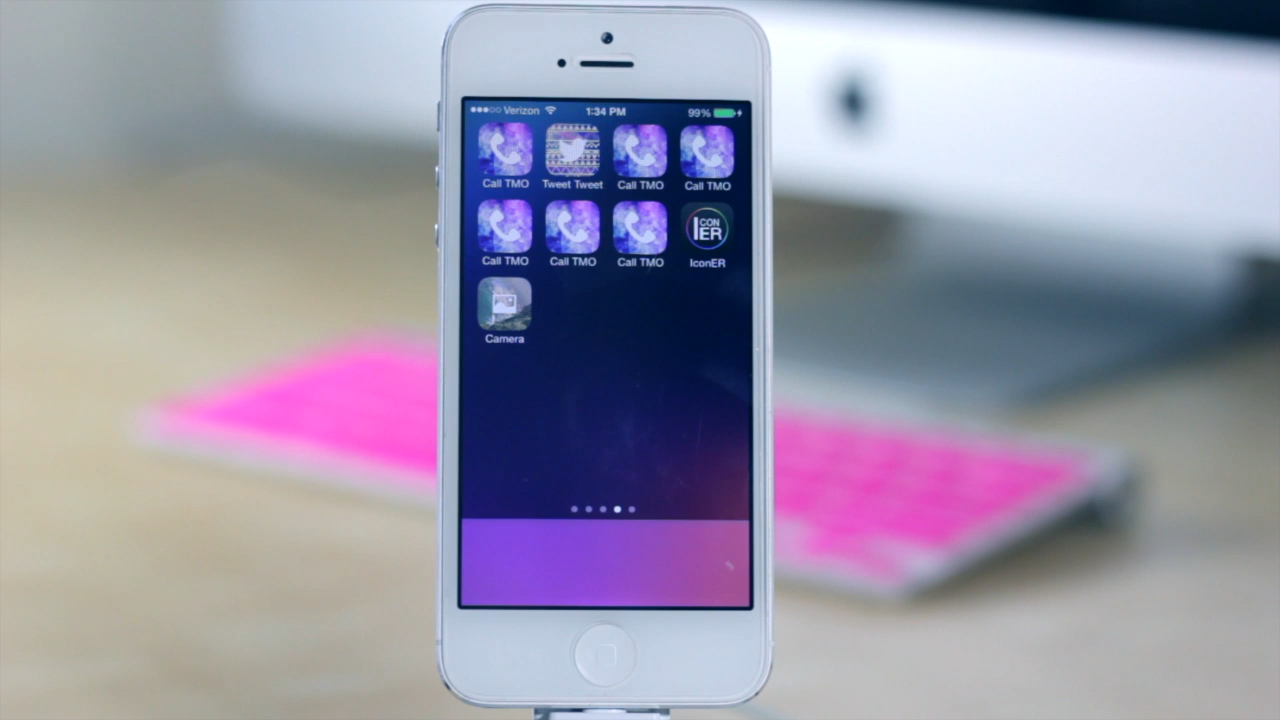 Verizon 1:34 PM 99%
Call TMO Tweet Tweet Call TMO Call TMO
ICON
ER
Call TMO Call TMO Call TMO IconER
Camera